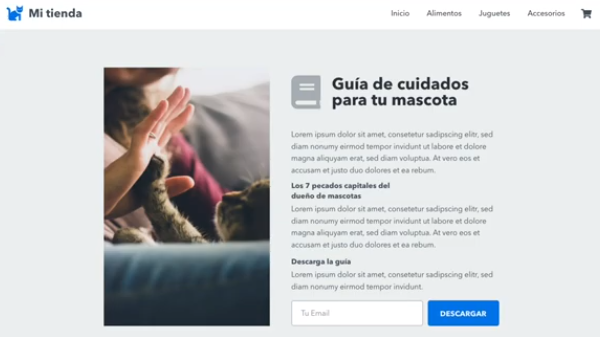 Mi tienda
Inicio Alimentos Juguetes Accesorios
Guía de cuidados
para tu mascota
Lorem ipsum dolor sit amet, consetetur sadipscing elitr, sed
diam nonumy eirmod tempor invidunt ut labore et dolore
magna aliquyam erat, sed diam voluptua. At vero eos et
accusam et justo duo dolores et ea rebum.
Los 7 pecados capitales del
dueño de mascotas
Lorem ipsum dolor sit amet, consetetur sadipscing elitr, sed
diam nonumy eirmod tempor invidunt ut labore et dolore
magna aliquyam erat, sed diam voluptua. At vero eos et
accusam et justo duo dolores et ea rebum.
Descarga la guía
Lorem ipsum dolor sit amet, consetetur sadipscing elitr, sed
diam nonumy eirmod tempor invidunt.
Tu Email
DESCARGAR